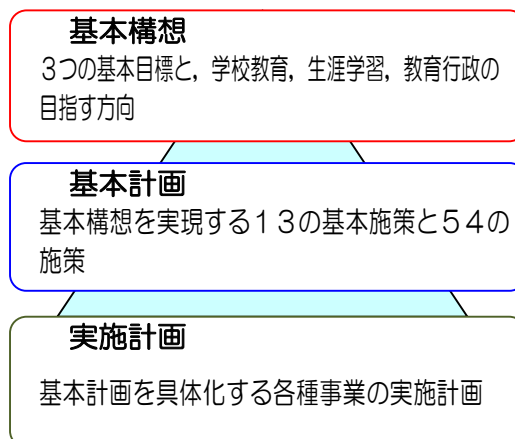 基本構想
３つの基本目標と，学校教育，生涯学習，教育行政の
目指す方向
基本計画
基本構想を実現する１３の基本施策と５４の
施策
実施計画
基本計画を具体化する各種事業の実施計画